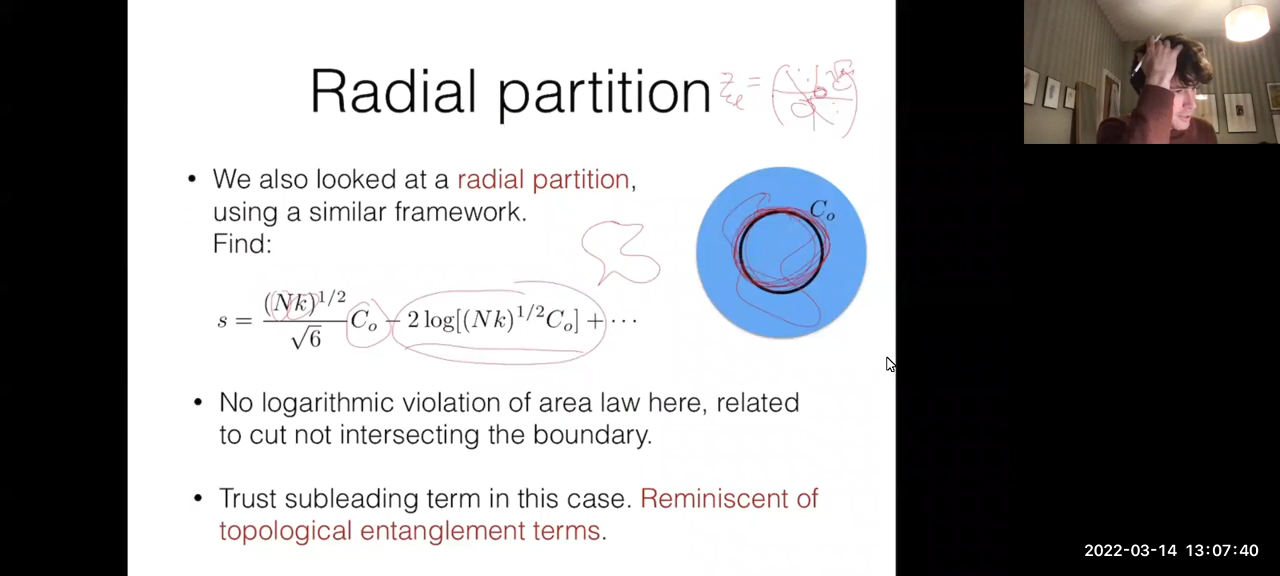 Radial partition
• We also looked at a radial partition,
using a similar framework.
Find:
C_o
s = \frac{(Nk)^{1/2}}{\sqrt{6}} C_o - 2 \log[(Nk)^{1/2} C_o] + ···
• No logarithmic violation of area law here, related
to cut not intersecting the boundary.
• Trust subleading term in this case. Reminiscent of
topological entanglement terms.
2022-03-14 13:07:40